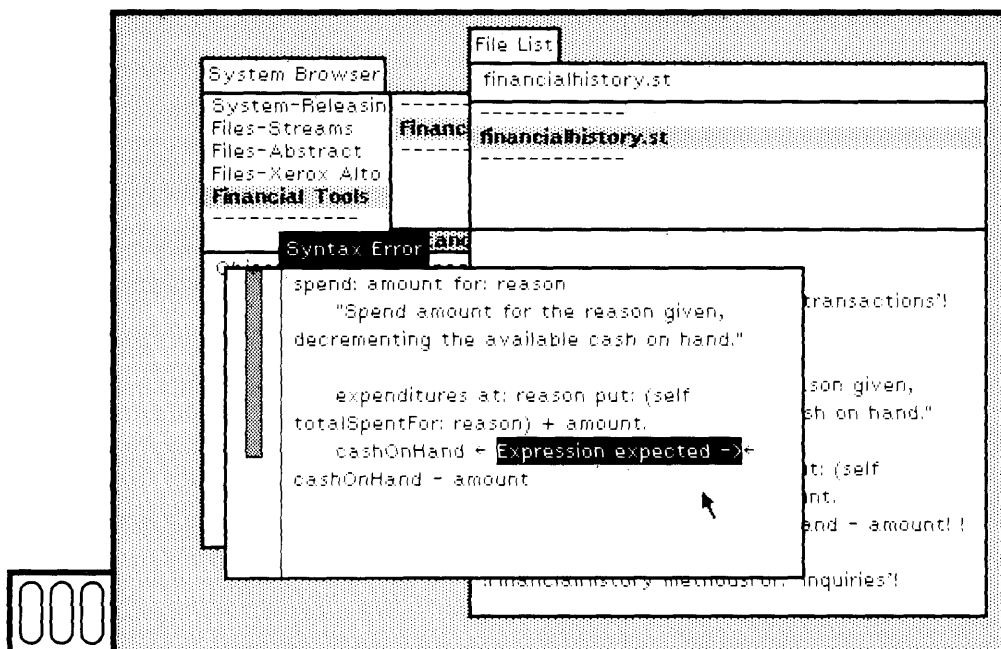 File List
System Browser
financialhistory.st
System-Releasin
Files-Streams
Files-Abstract
Files-Xerox Alto
Financial Tools
--------------
------
Financ
------
--------------
financialhistory.st
--------------
Syntax Error
spend: amount for: reason
"Spend amount for the reason given,
decrementing the available cash on hand."
expenditures at: reason put: (self
totalSpentFor: reason) + amount.
cashOnHand ← Expression expected ->←
cashOnHand - amount
transactions'!
son given,
sh on hand."
t: (self
nt.
and - amount! !
inquiries'!